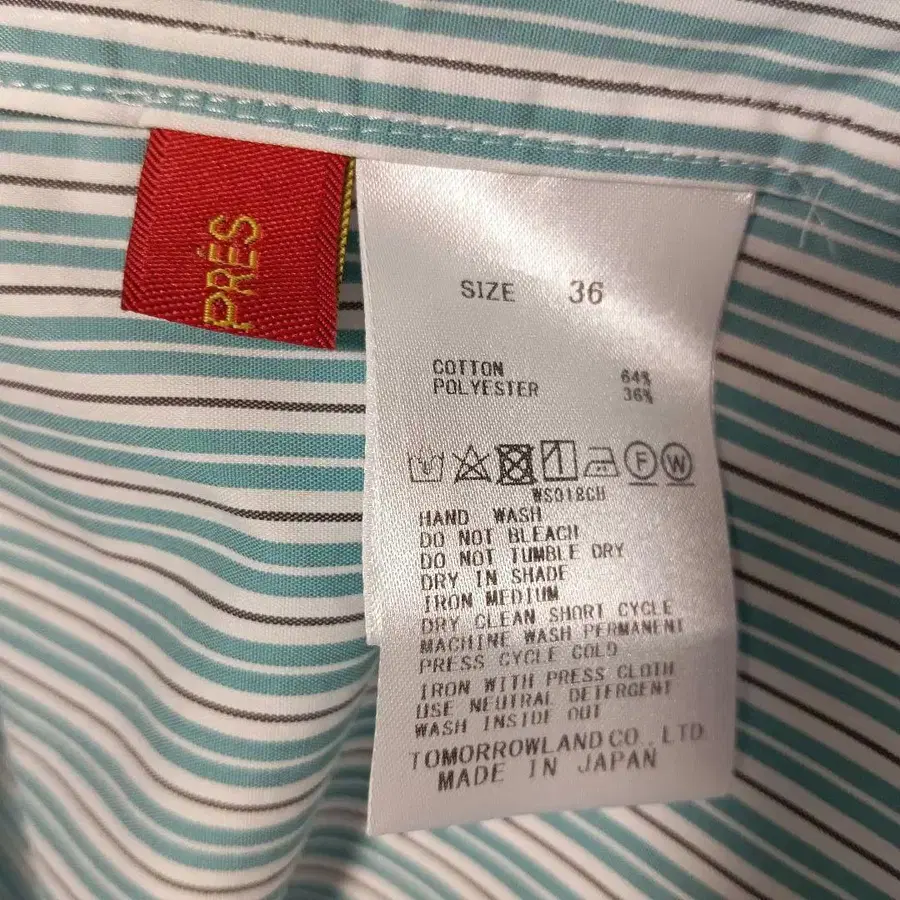 PRÉS
SIZE 36
COTTON 64%
POLYESTER 36%
F W
WS018CH
HAND WASH
DO NOT BLEACH
DO NOT TUMBLE DRY
DRY IN SHADE
IRON MEDIUM
DRY CLEAN SHORT CYCLE
MACHINE WASH PERMANENT
PRESS CYCLE COLD
IRON WITH PRESS CLOTH
USE NEUTRAL DETERGENT
WASH INSIDE OUT
TOMORROWLAND CO., LTD.
MADE IN JAPAN